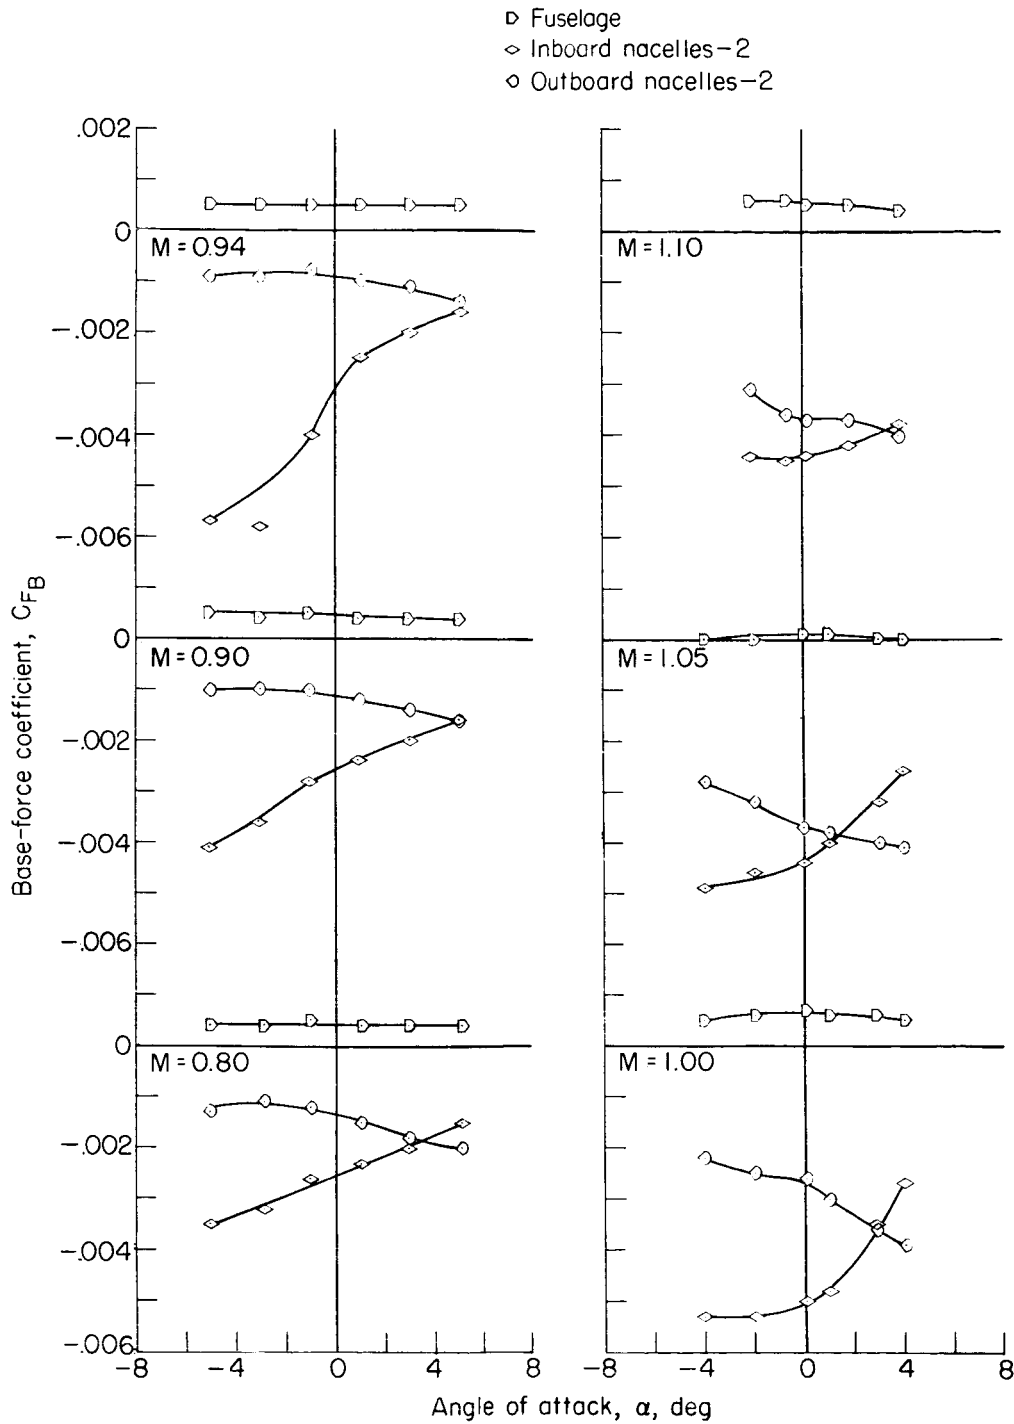 Fuselage
Inboard nacelles-2
Outboard nacelles-2
.002
0
M = 0.94
M = 1.10
-.002
-.004
-.006
0
M = 0.90
M = 1.05
-.002
-.004
-.006
0
M = 0.80
M = 1.00
-.002
-.004
-.006
-8 -4 0 4 8 -8 -4 0 4 8
Base-force coefficient, CFB
Angle of attack, α, deg